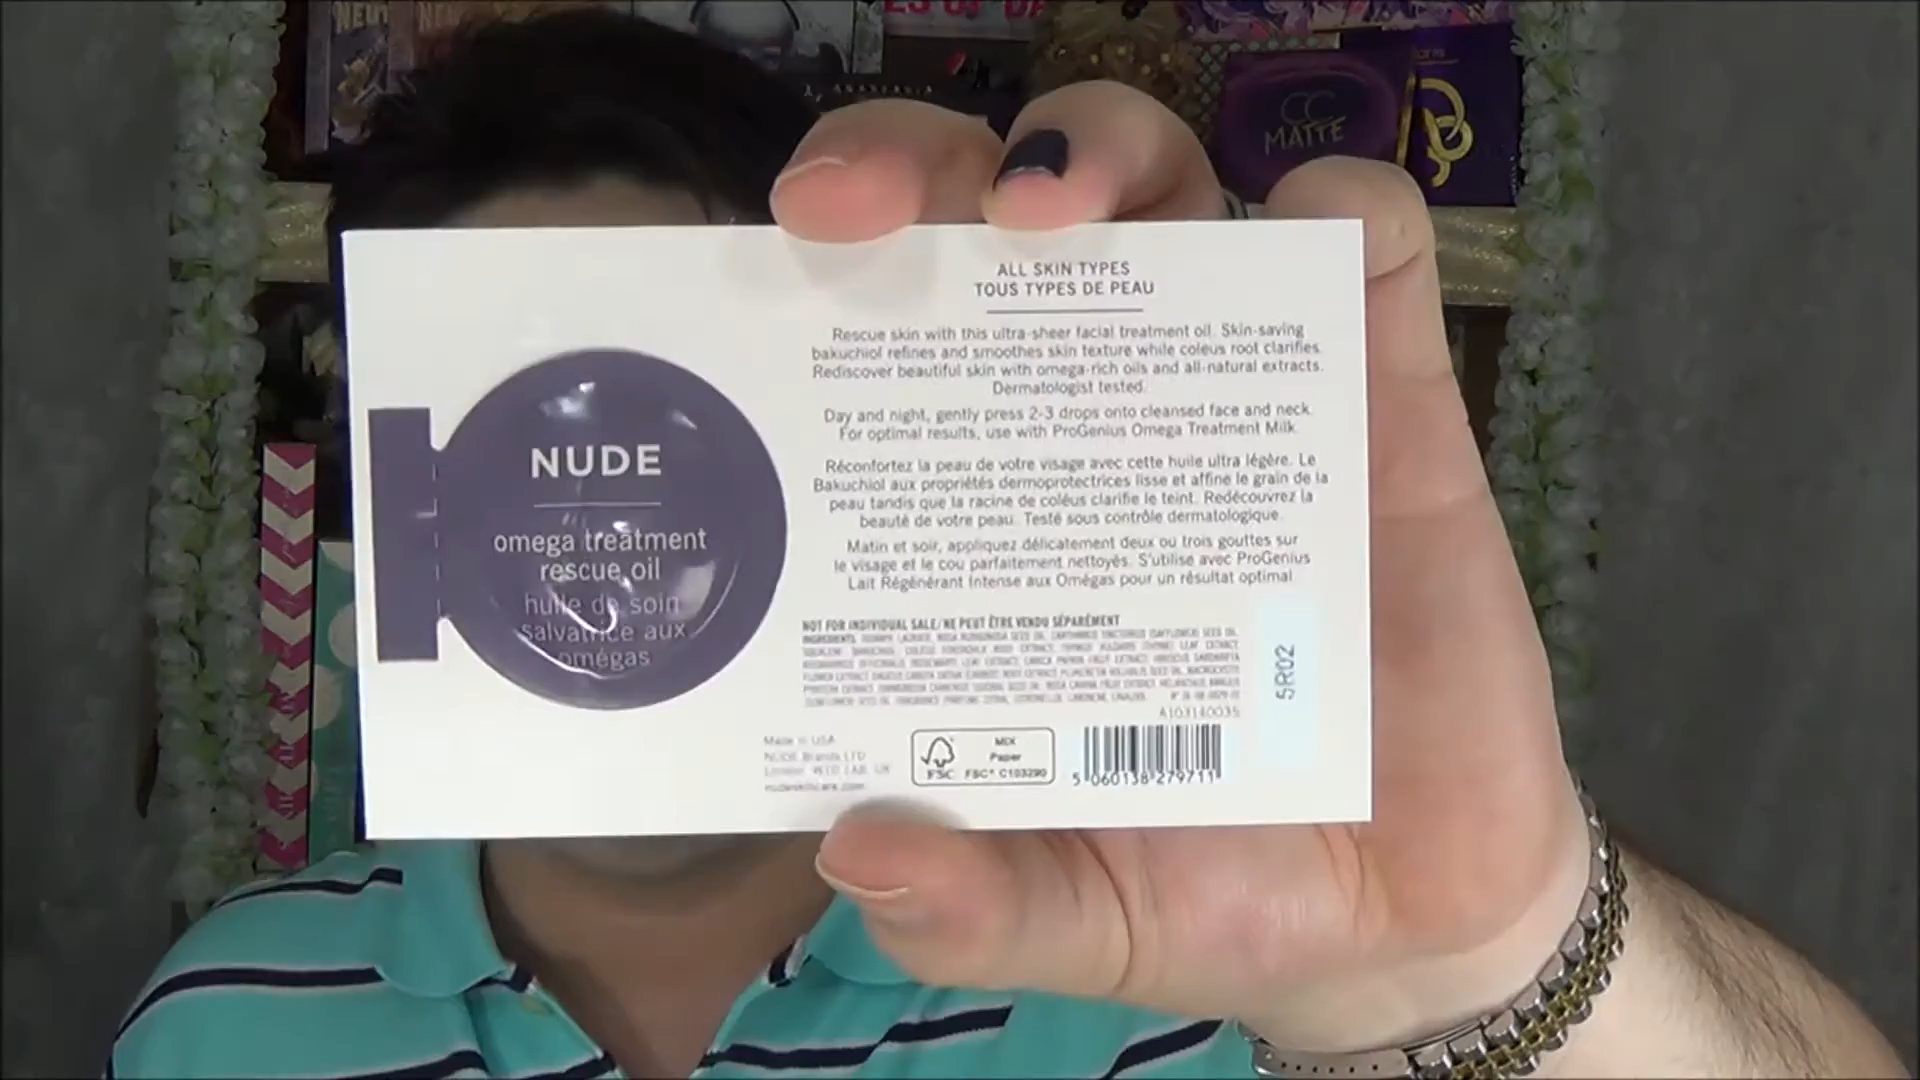 CC
MATTE
NUDE
omega treatment
rescue oil
huile de soin
salvatrice aux
omégas
ALL SKIN TYPES
TOUS TYPES DE PEAU
Rescue skin with this ultra-sheer facial treatment oil. Skin-saving
bakuchiol refines and smoothes skin texture while coleus root clarifies.
Rediscover beautiful skin with omega-rich oils and all-natural extracts.
Dermatologist tested.
Day and night, gently press 2-3 drops onto cleansed face and neck.
For optimal results, use with ProGenius Omega Treatment Milk.
Réconfortez la peau de votre visage avec cette huile ultra légère. Le
Bakuchiol aux propriétés dermoprotectrices lisse et affine le grain de la
peau tandis que la racine de coléus clarifie le teint. Redécouvrez la
beauté de votre peau. Testé sous contrôle dermatologique.
Matin et soir, appliquez délicatement deux ou trois gouttes sur
le visage et le cou parfaitement nettoyés. S'utilise avec ProGenius
Lait Régénérant Intense aux Omégas pour un résultat optimal
NOT FOR INDIVIDUAL SALE/NE PEUT ÊTRE VENDU SÉPARÉMENT
A103140035
5R02
Made in USA
NUDE Brands LTD
London
nudeskincare.com
FSC
MIX
Paper
FSC® C103290
5 060138 279711